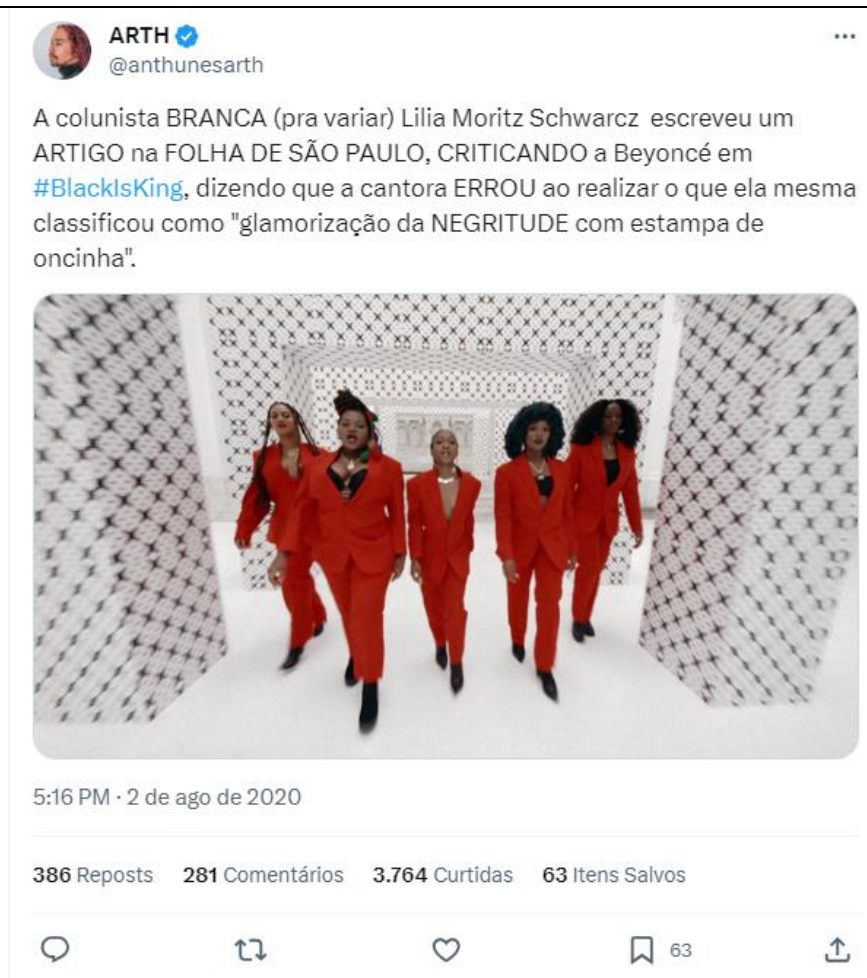 ARTH
@anthunesarth
A colunista BRANCA (pra variar) Lilia Moritz Schwarcz escreveu um
ARTIGO na FOLHA DE SÃO PAULO, CRITICANDO a Beyoncé em
#BlackIsKing, dizendo que a cantora ERROU ao realizar o que ela mesma
classificou como "glamorização da NEGRITUDE com estampa de
oncinha".
5:16 PM · 2 de ago de 2020
386 Reposts 281 Comentários 3.764 Curtidas 63 Itens Salvos
63